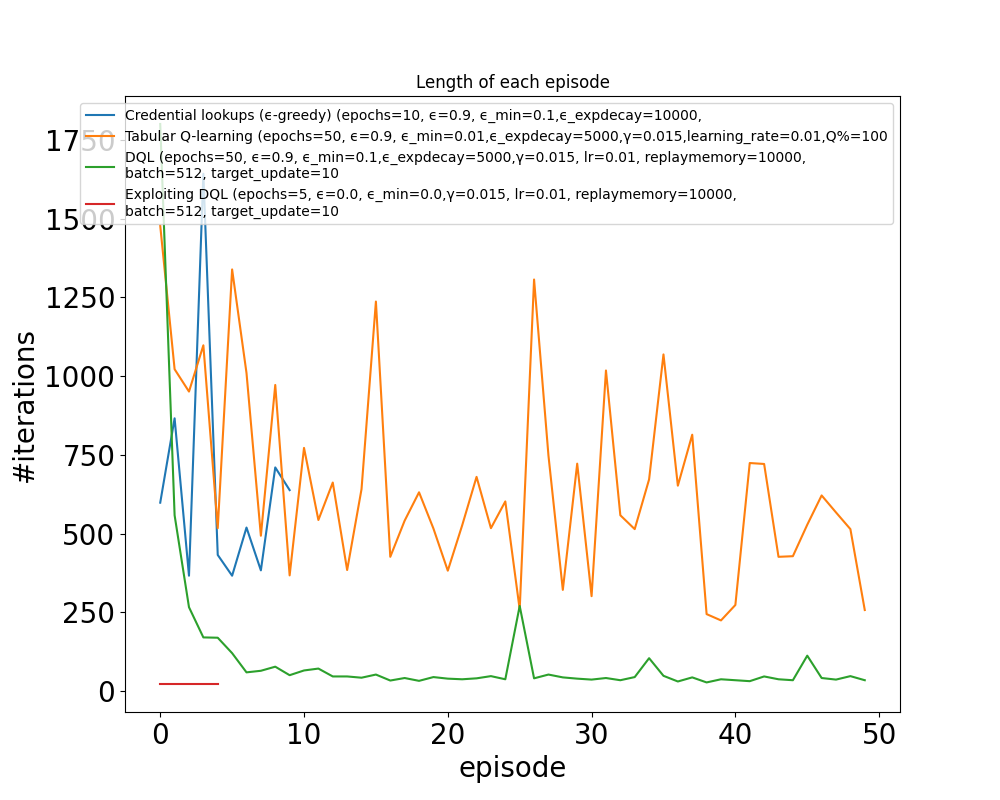 Length of each episode
Credential lookups (ϵ-greedy) (epochs=10, ϵ=0.9, ϵ_min=0.1,ϵ_expdecay=10000,
Tabular Q-learning (epochs=50, ϵ=0.9, ϵ_min=0.01,ϵ_expdecay=5000,γ=0.015,learning_rate=0.01,Q%=100
DQL (epochs=50, ϵ=0.9, ϵ_min=0.1,ϵ_expdecay=5000,γ=0.015, lr=0.01, replaymemory=10000,
batch=512, target_update=10
Exploiting DQL (epochs=5, ϵ=0.0, ϵ_min=0.0,γ=0.015, lr=0.01, replaymemory=10000,
batch=512, target_update=10
1750
1500
1250
1000
750
500
250
0
#iterations
0 10 20 30 40 50
episode